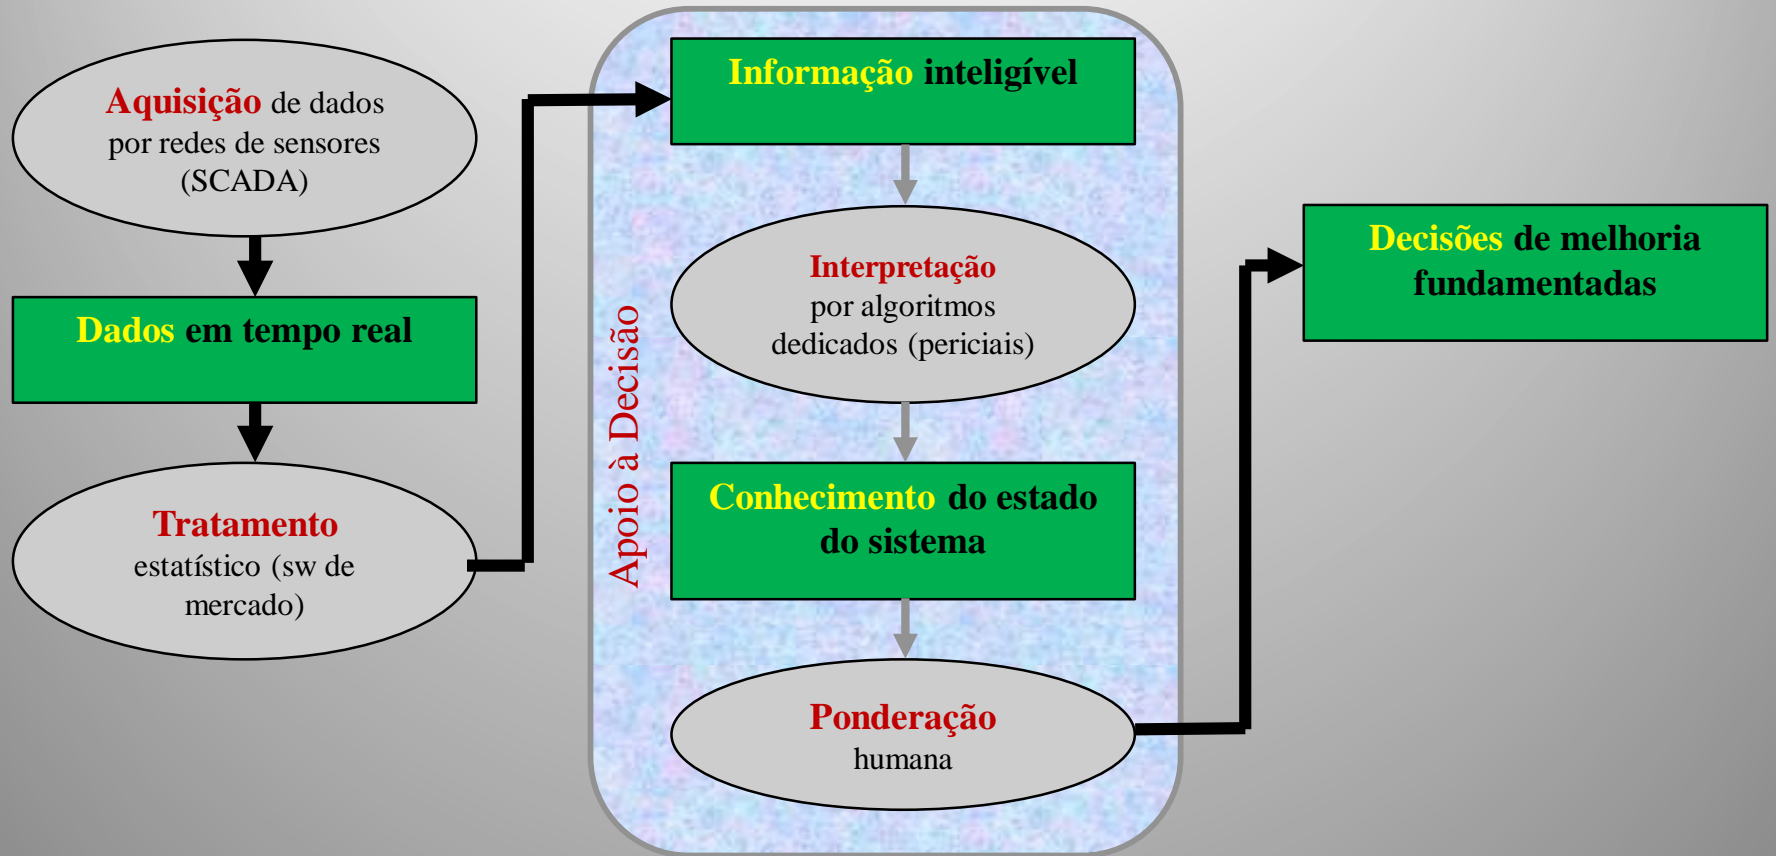 Aquisição de dados
por redes de sensores
(SCADA)
Dados em tempo real
Tratamento
estatístico (sw de
mercado)
Apoio à Decisão
Informação inteligível
Interpretação
por algoritmos
dedicados (periciais)
Conhecimento do estado
do sistema
Ponderação
humana
Decisões de melhoria
fundamentadas